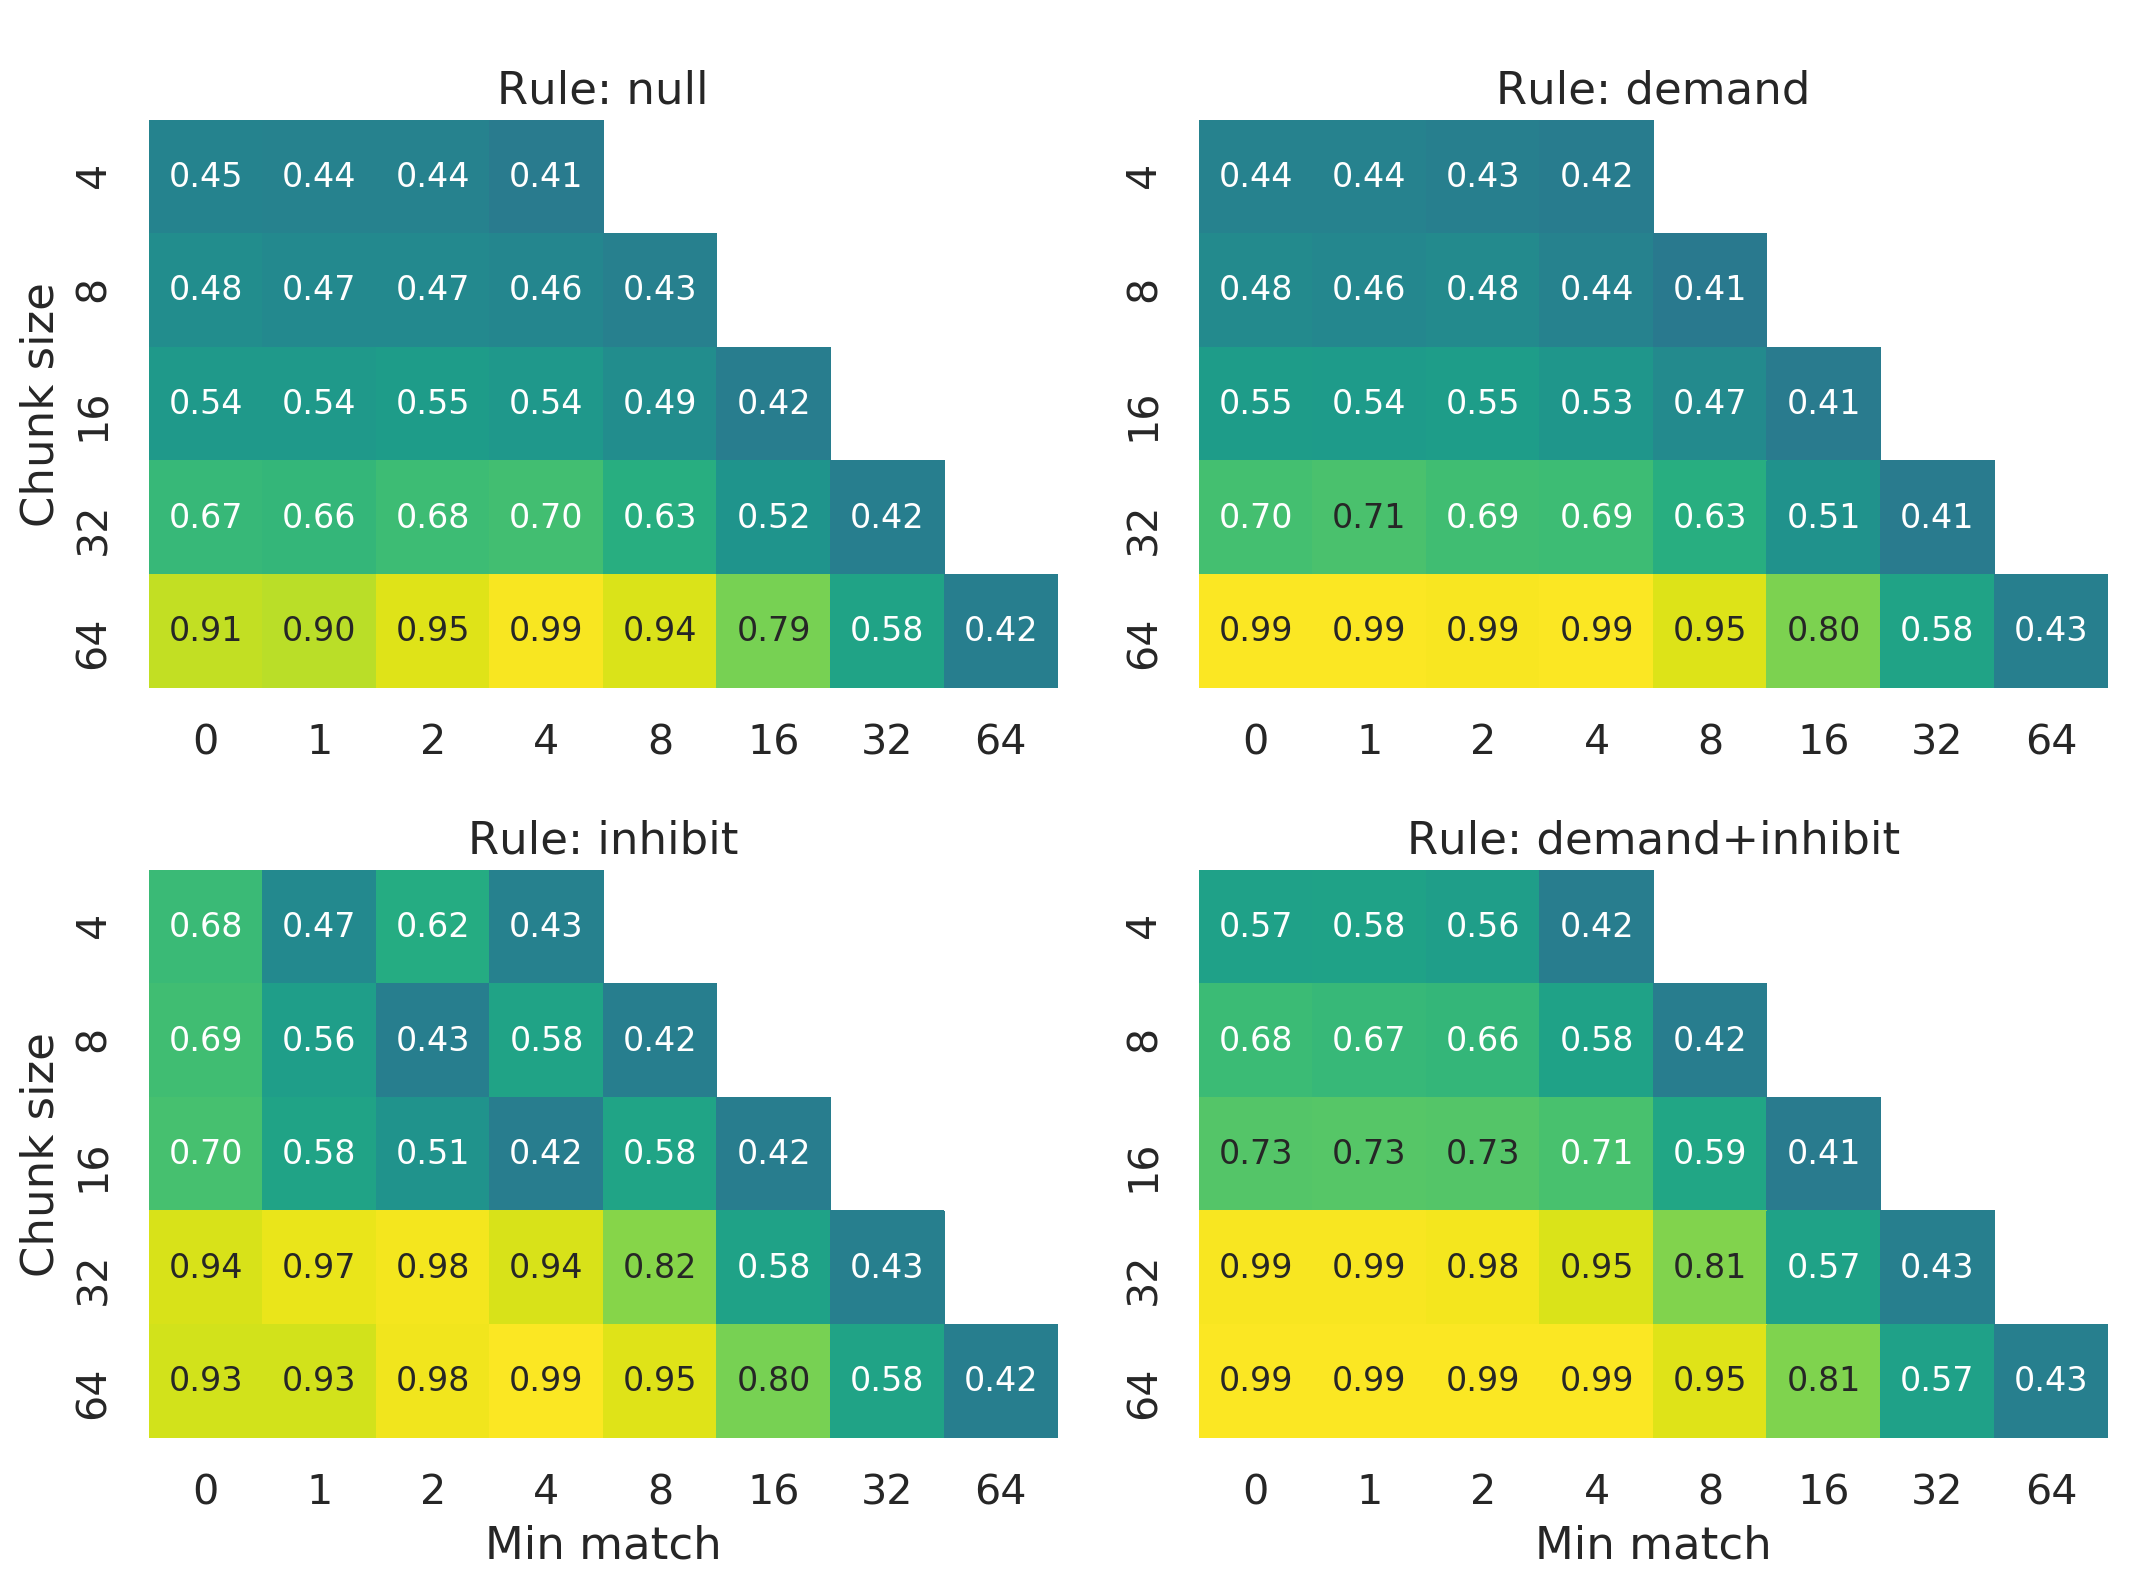 Rule: null
4 0.45 0.44 0.44 0.41
8 0.48 0.47 0.47 0.46 0.43
16 0.54 0.54 0.55 0.54 0.49 0.42
32 0.67 0.66 0.68 0.70 0.63 0.52 0.42
64 0.91 0.90 0.95 0.99 0.94 0.79 0.58 0.42
Chunk size
0 1 2 4 8 16 32 64
Rule: demand
4 0.44 0.44 0.43 0.42
8 0.48 0.46 0.48 0.44 0.41
16 0.55 0.54 0.55 0.53 0.47 0.41
32 0.70 0.71 0.69 0.69 0.63 0.51 0.41
64 0.99 0.99 0.99 0.99 0.95 0.80 0.58 0.43
0 1 2 4 8 16 32 64
Rule: inhibit
4 0.68 0.47 0.62 0.43
8 0.69 0.56 0.43 0.58 0.42
16 0.70 0.58 0.51 0.42 0.58 0.42
32 0.94 0.97 0.98 0.94 0.82 0.58 0.43
64 0.93 0.93 0.98 0.99 0.95 0.80 0.58 0.42
Chunk size
0 1 2 4 8 16 32 64
Min match
Rule: demand+inhibit
4 0.57 0.58 0.56 0.42
8 0.68 0.67 0.66 0.58 0.42
16 0.73 0.73 0.73 0.71 0.59 0.41
32 0.99 0.99 0.98 0.95 0.81 0.57 0.43
64 0.99 0.99 0.99 0.99 0.95 0.81 0.57 0.43
0 1 2 4 8 16 32 64
Min match